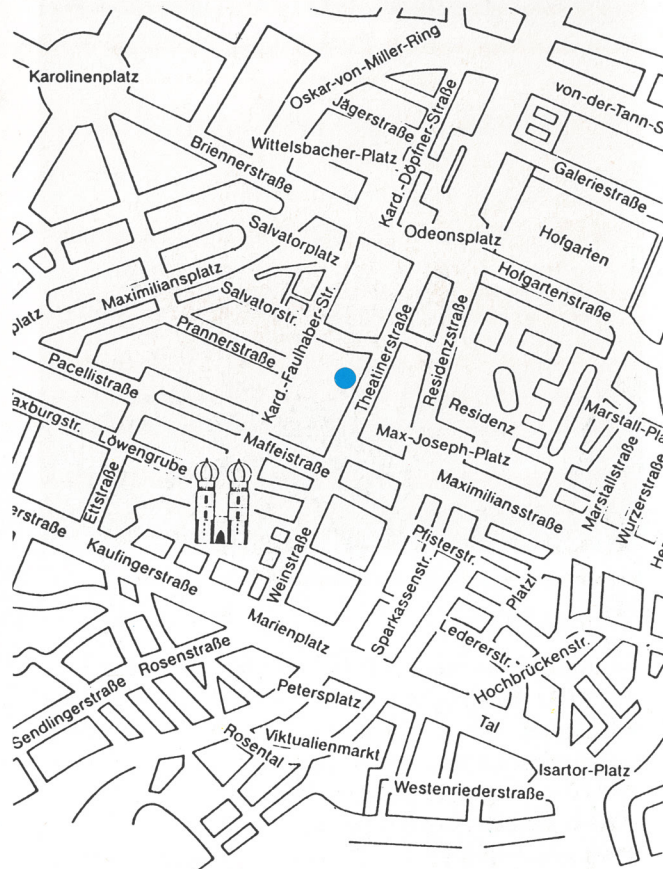 Karolinenplatz
Oskar-von-Miller-Ring
Jägerstraße
von-der-Tann-S
Briennerstraße
Wittelsbacher-Platz
Kard.-Döpfner-Straße
Galeriestraße
Salvatorplatz
Odeonsplatz
Hofgarten
Maximiliansplatz
Salvatorstr.
Hofgartenstraße
platz
Prannerstraße
Kard.-Faulhaber-Str.
Theatinerstraße
Residenzstraße
Pacellistraße
Residenz
Marstall-Pla
axburgstr.
Löwengrube
Maffeistraße
Max-Joseph-Platz
Maximiliansstraße
Marstallstraße
Wurzerstraße
He
Ettstraße
erstraße
Kaufingerstraße
Weinstraße
Pfisterstr.
Sparkassenstr.
Platzl
Marienplatz
Ledererstr.
Hochbrückenstr.
Rosenstraße
Sendlingerstraße
Petersplatz
Tal
Rosental
Viktualienmarkt
Isartor-Platz
Westenriederstraße